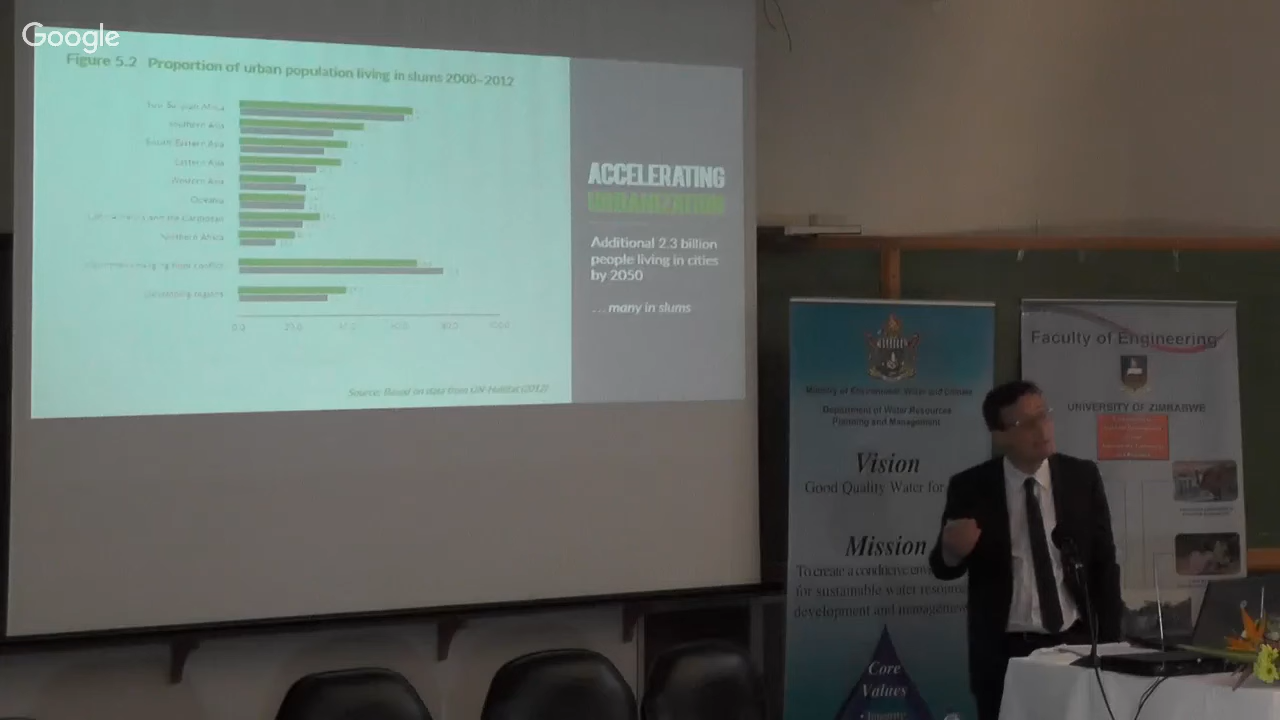 Google
Figure 5.2 Proportion of urban population living in slums 2000–2012
Southern Asia
South Eastern Asia
Eastern Asia
Western Asia
Oceania
Latin America and the Caribbean
Northern Africa
Developing regions
0.0 20.0 40.0 60.0 80.0 100.0
Source: Based on data from UN-Habitat (2012)
ACCELERATING
URBANIZATION
Additional 2.3 billion
people living in cities
by 2050
... many in slums
Ministry of Environment, Water and Climate
Department of Water Resources
Planning and Management
Vision
Good Quality Water for
Mission
To create a conducive
for sustainable water
development and
Core
Values
Faculty of Engineering
UNIVERSITY OF ZIMBABWE